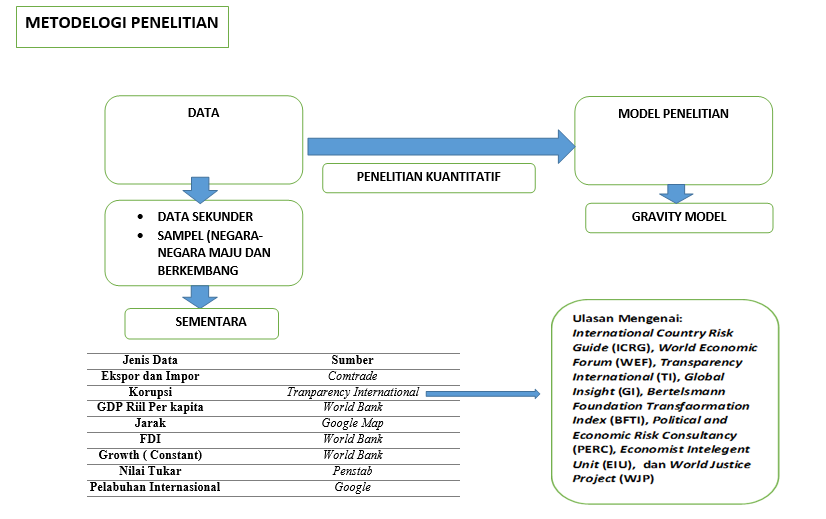 METODELOGI PENELITIAN
DATA
MODEL PENELITIAN
PENELITIAN KUANTITATIF
• DATA SEKUNDER
• SAMPEL (NEGARA-
NEGARA MAJU DAN
BERKEMBANG
GRAVITY MODEL
SEMENTARA
Jenis Data Sumber
Ekspor dan Impor Comtrade
Korupsi Tranparency International
GDP Riil Per kapita World Bank
Jarak Google Map
FDI World Bank
Growth ( Constant) World Bank
Nilai Tukar Penstab
Pelabuhan Internasional Google
Ulasan Mengenai:
International Country Risk
Guide (ICRG), World Economic
Forum (WEF), Transparency
International (TI), Global
Insight (GI), Bertelsmann
Foundation Transfaormation
Index (BFTI), Political and
Economic Risk Consultancy
(PERC), Economist Intelegent
Unit (EIU), dan World Justice
Project (WJP)